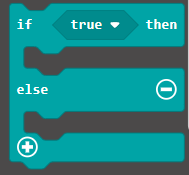 if true then
else